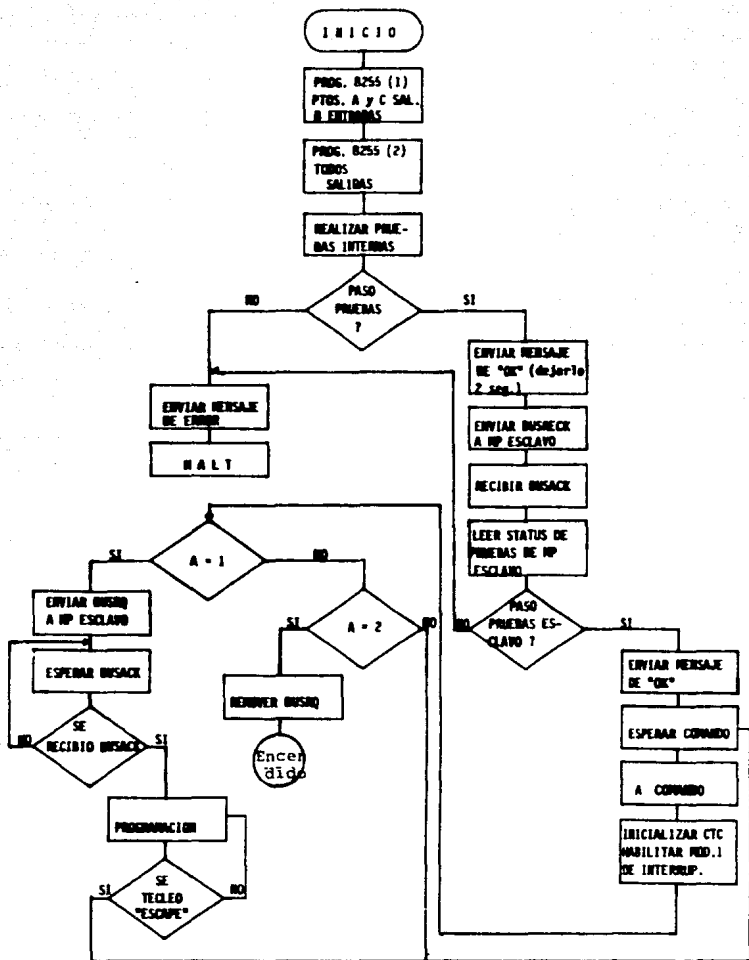 INICIO
PROG. 8255 (1)
PTOS. A y C SAL.
B ENTRADAS
PROG. 8255 (2)
TODOS
SALIDAS
REALIZAR PRUE-
BAS INTERNAS
PASO
PRUEBAS
?
NO
SI
ENVIAR MENSAJE
DE ERROR
HALT
ENVIAR MENSAJE
DE "OK" (dejarlo
2 seg.)
ENVIAR BUSRECK
A MP ESCLAVO
RECIBIR BUSACK
LEER STATUS DE
PRUEBAS DE MP
ESCLAVO
PASO
PRUEBAS ES-
CLAVO ?
NO
SI
ENVIAR MENSAJE
DE "OK"
ESPERAR COMANDO
A COMANDO
INICIALIZAR CTC
HABILITAR MOD.1
DE INTERRUP.
A = 1
SI
NO
ENVIAR BUSRQ
A MP ESCLAVO
ESPERAR BUSACK
SE
RECIBIO BUSACK
NO
SI
A = 2
SI
NO
REMOVER BUSRQ
Encen
dido
PROGRAMACION
SE
TECLEO
"ESCAPE"
SI
NO